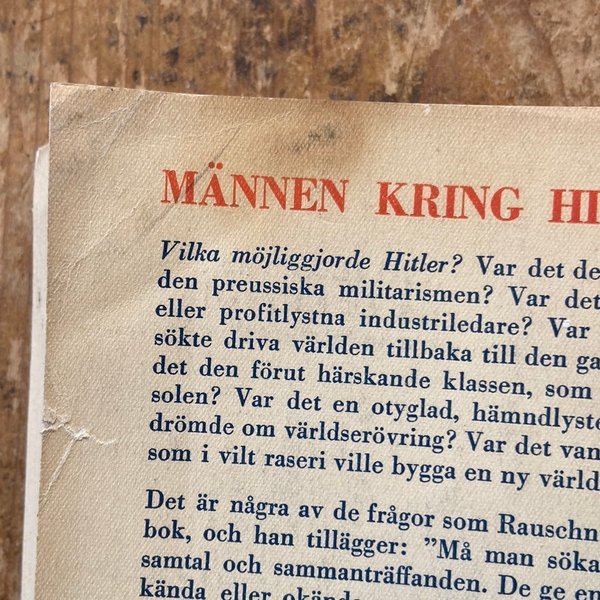 MÄNNEN KRING HI
Vilka möjliggjorde Hitler? Var det de
den preussiska militarismen? Var det
eller profitlystna industriledare? Var
sökte driva världen tillbaka till den ga
det den förut härskande klassen, som
solen? Var det en otyglad, hämndlyste
drömde om världserövring? Var det van
som i vilt raseri ville bygga en ny värld
Det är några av de frågor som Rauschn
bok, och han tillägger: ”Må man söka
samtal och sammanträffanden. De ge en
kända eller okända